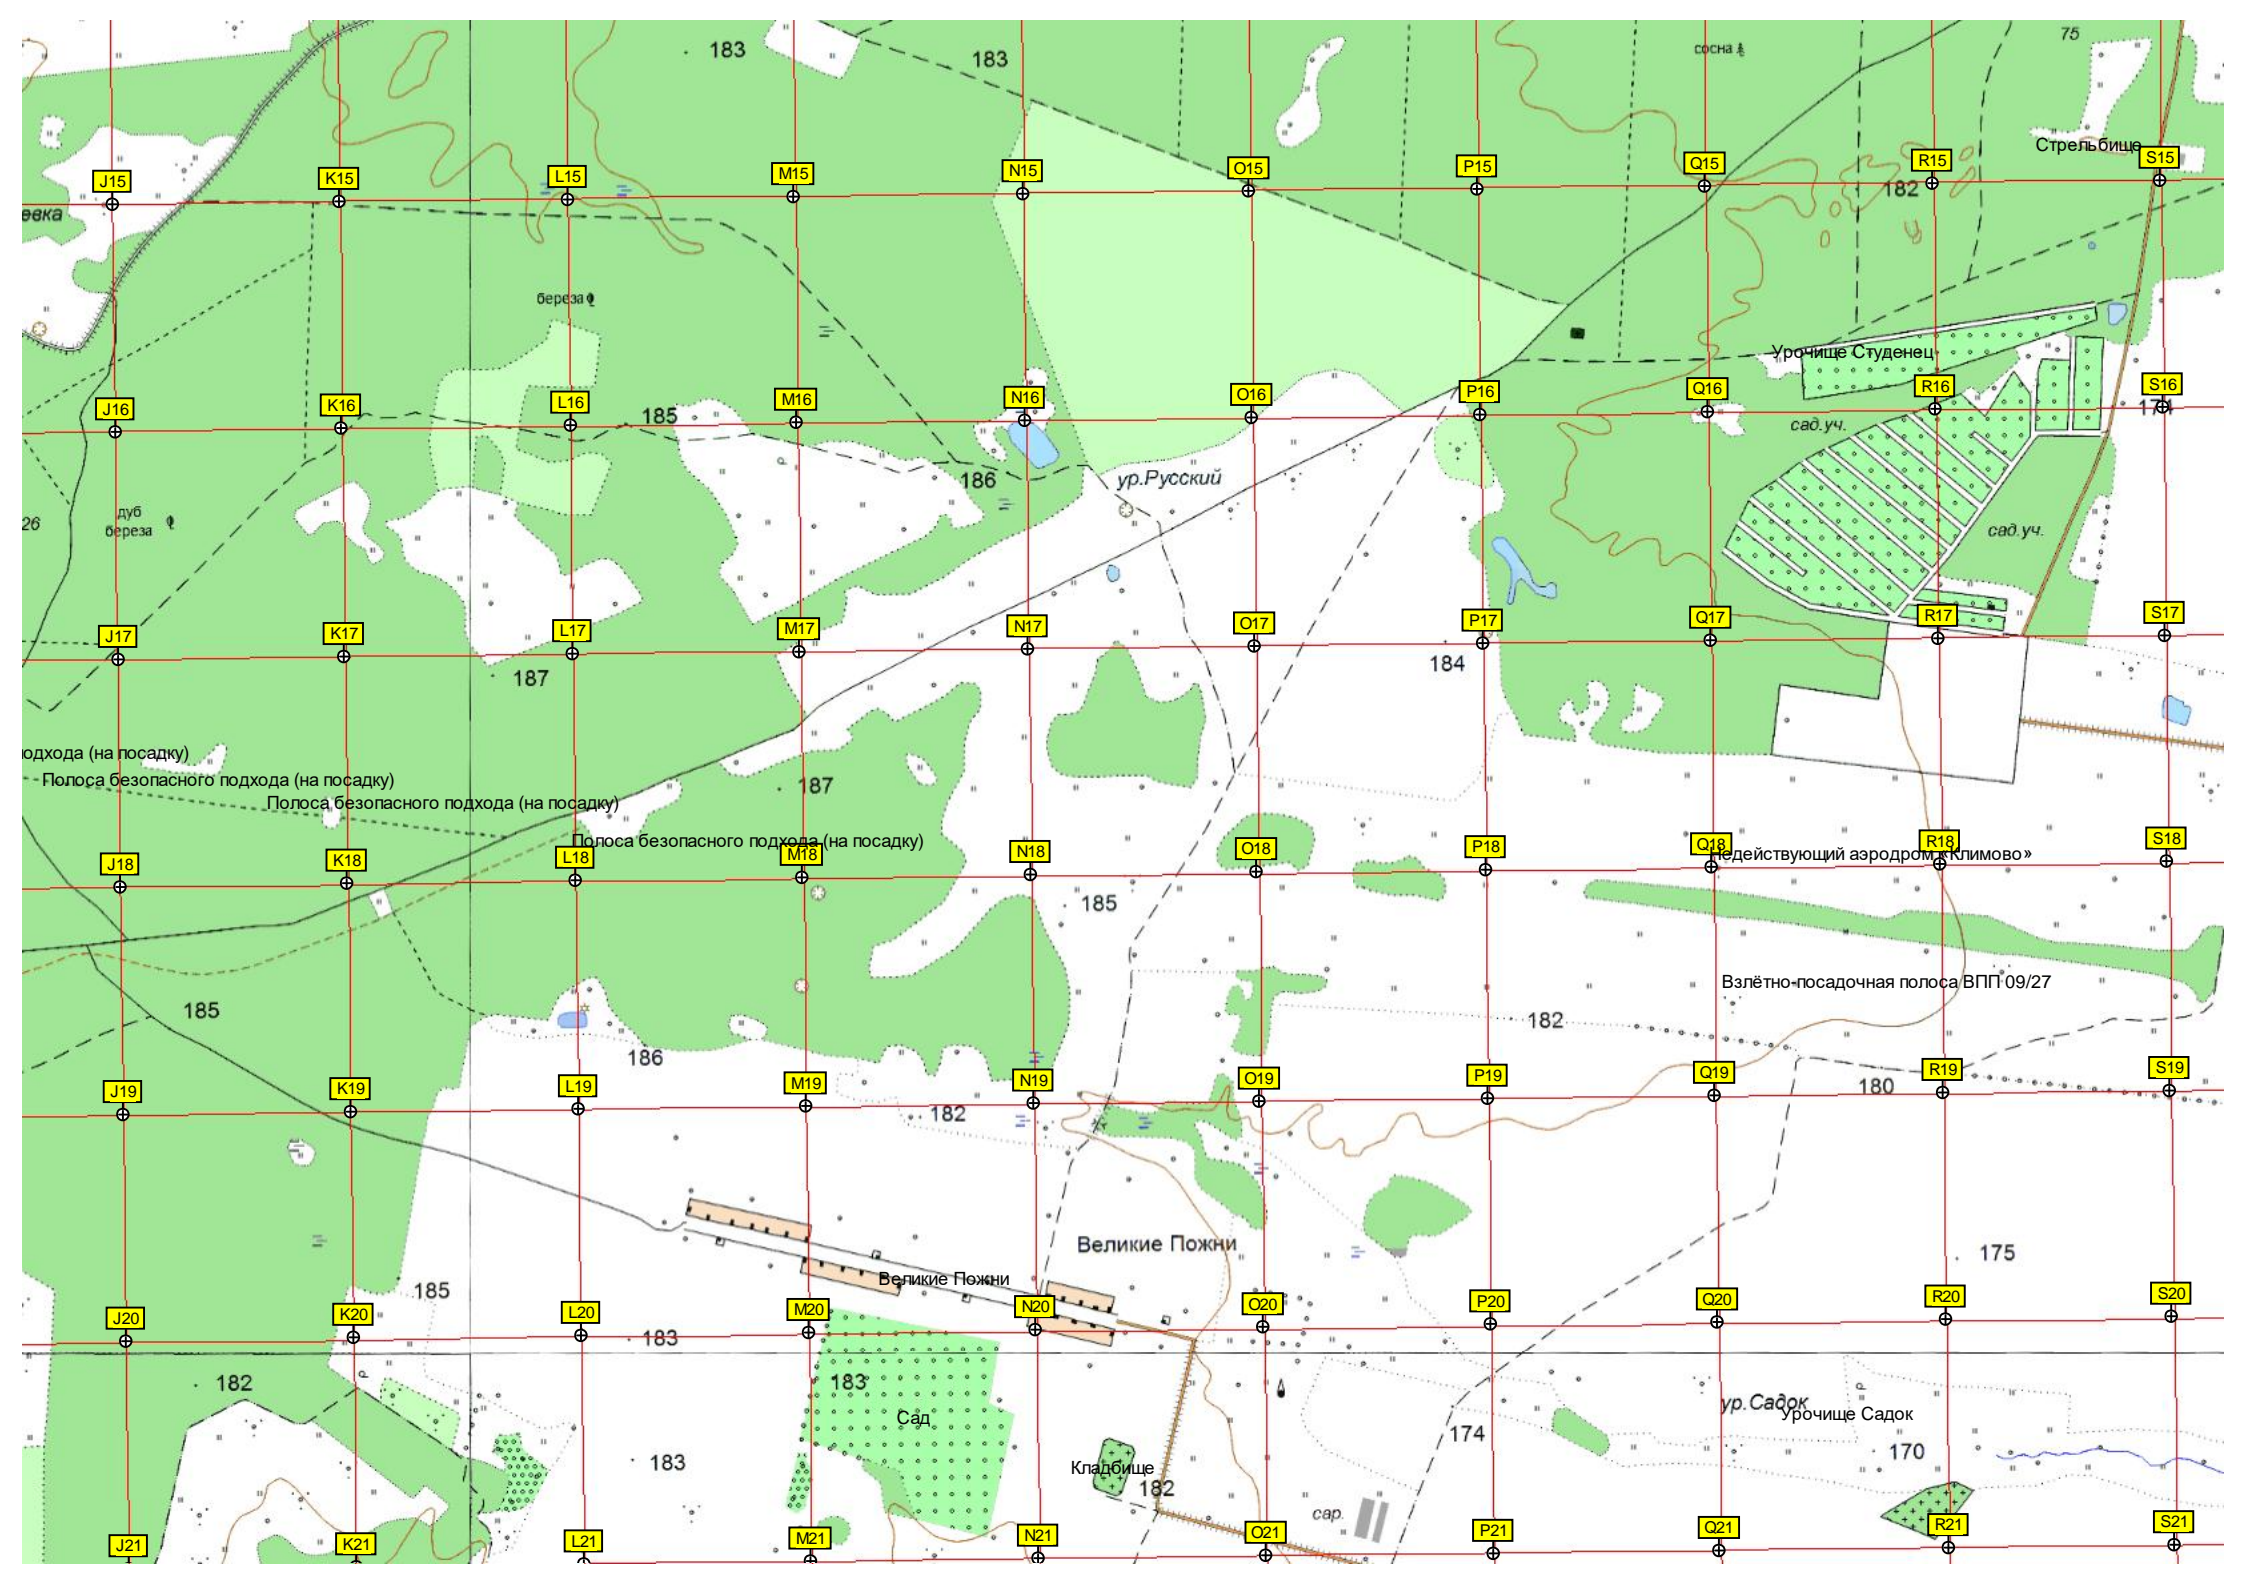 183
183
сосна
75
Стрельбище
J15
K15
L15
M15
N15
O15
P15
Q15
R15
S15
182
евка
береза
Урочище Студенец
J16
K16
L16
185
M16
N16
O16
P16
Q16
R16
S16
174
сад.уч.
186
ур.Русский
26
дуб
береза
сад.уч.
J17
K17
L17
M17
N17
O17
P17
Q17
R17
S17
187
184
одхода (на посадку)
Полоса безопасного подхода (на посадку)
187
Полоса безопасного подхода (на посадку)
Полоса безопасного подхода (на посадку)
J18
K18
L18
M18
N18
O18
P18
Q18
R18
S18
Недействующий аэродром «Климово»
185
Взлётно-посадочная полоса ВПП 09/27
185
182
186
J19
K19
L19
M19
N19
O19
P19
Q19
R19
S19
182
180
Великие Пожни
175
Великие Пожни
185
J20
K20
L20
M20
N20
O20
P20
Q20
R20
S20
183
182
183
Сад
ур.Садок
Урочище Садок
174
170
183
Кладбище
182
сар.
J21
K21
L21
M21
N21
O21
P21
Q21
R21
S21